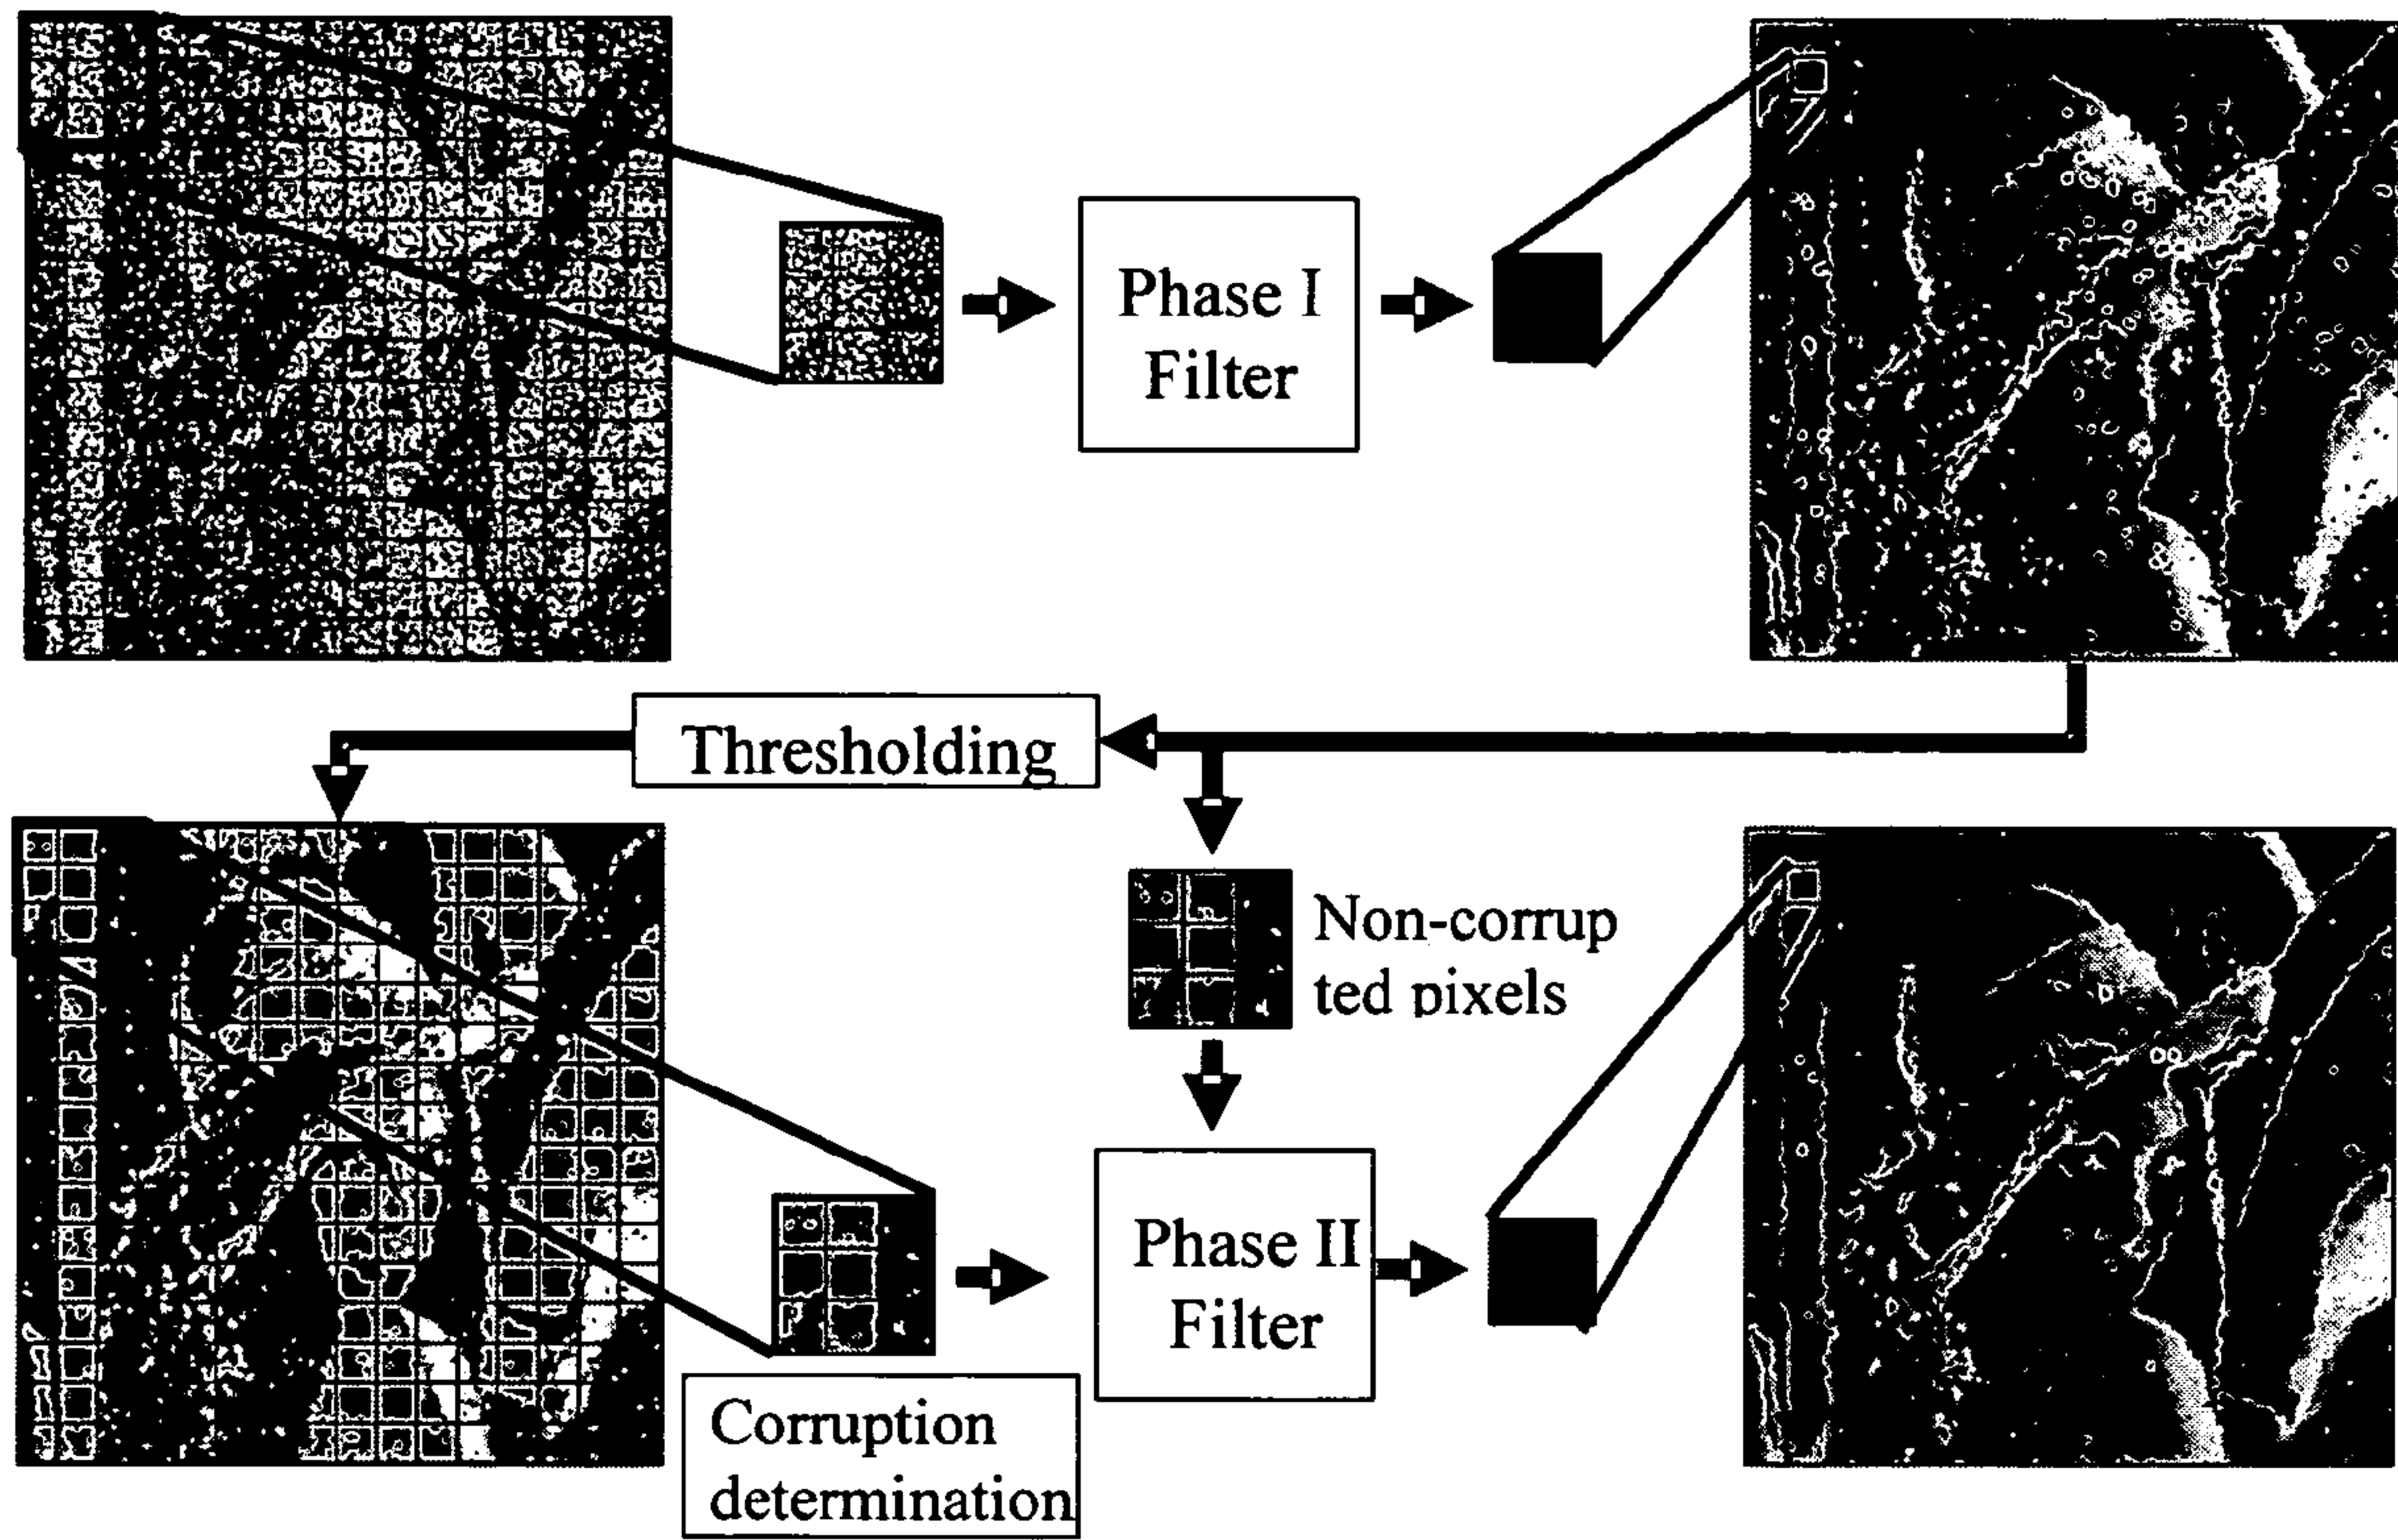 Phase I
Filter
Thresholding
Non-corrup
ted pixels
Phase II
Filter
Corruption
determination